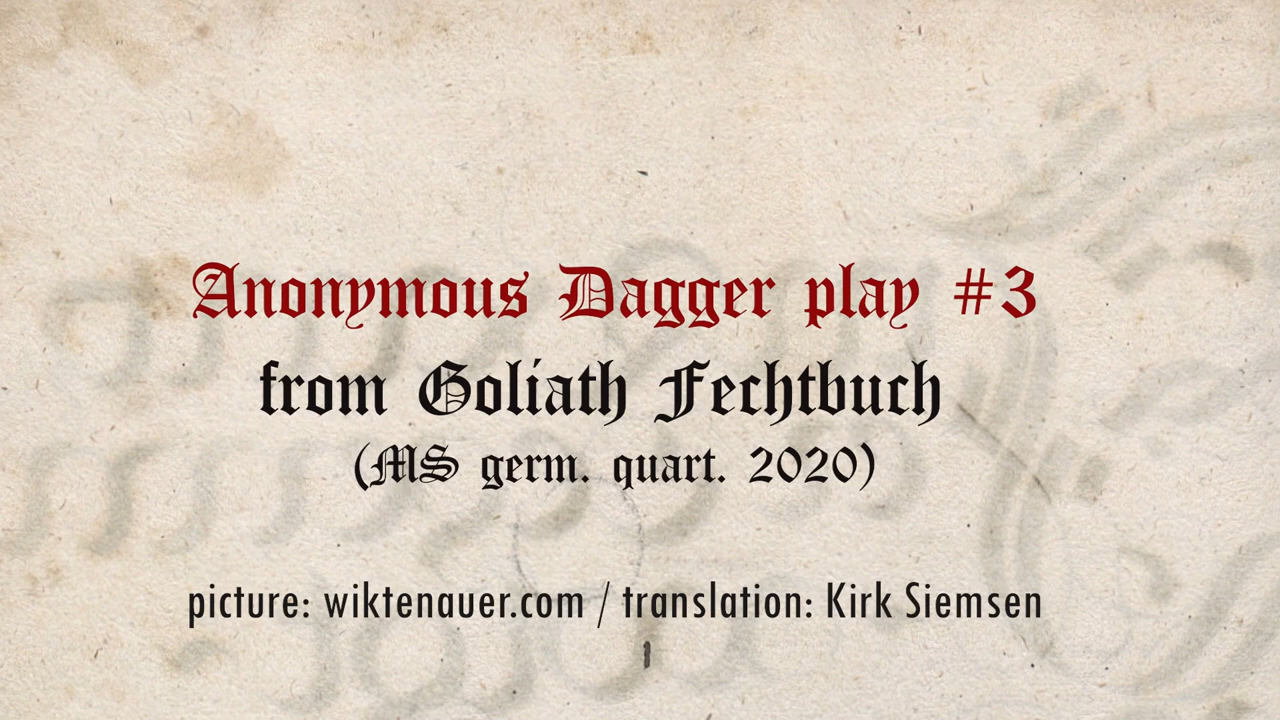 Anonymous Dagger play #3
from Goliath Fechtbuch
(MS germ. quart. 2020)
picture: wiktenauer.com / translation: Kirk Siemsen